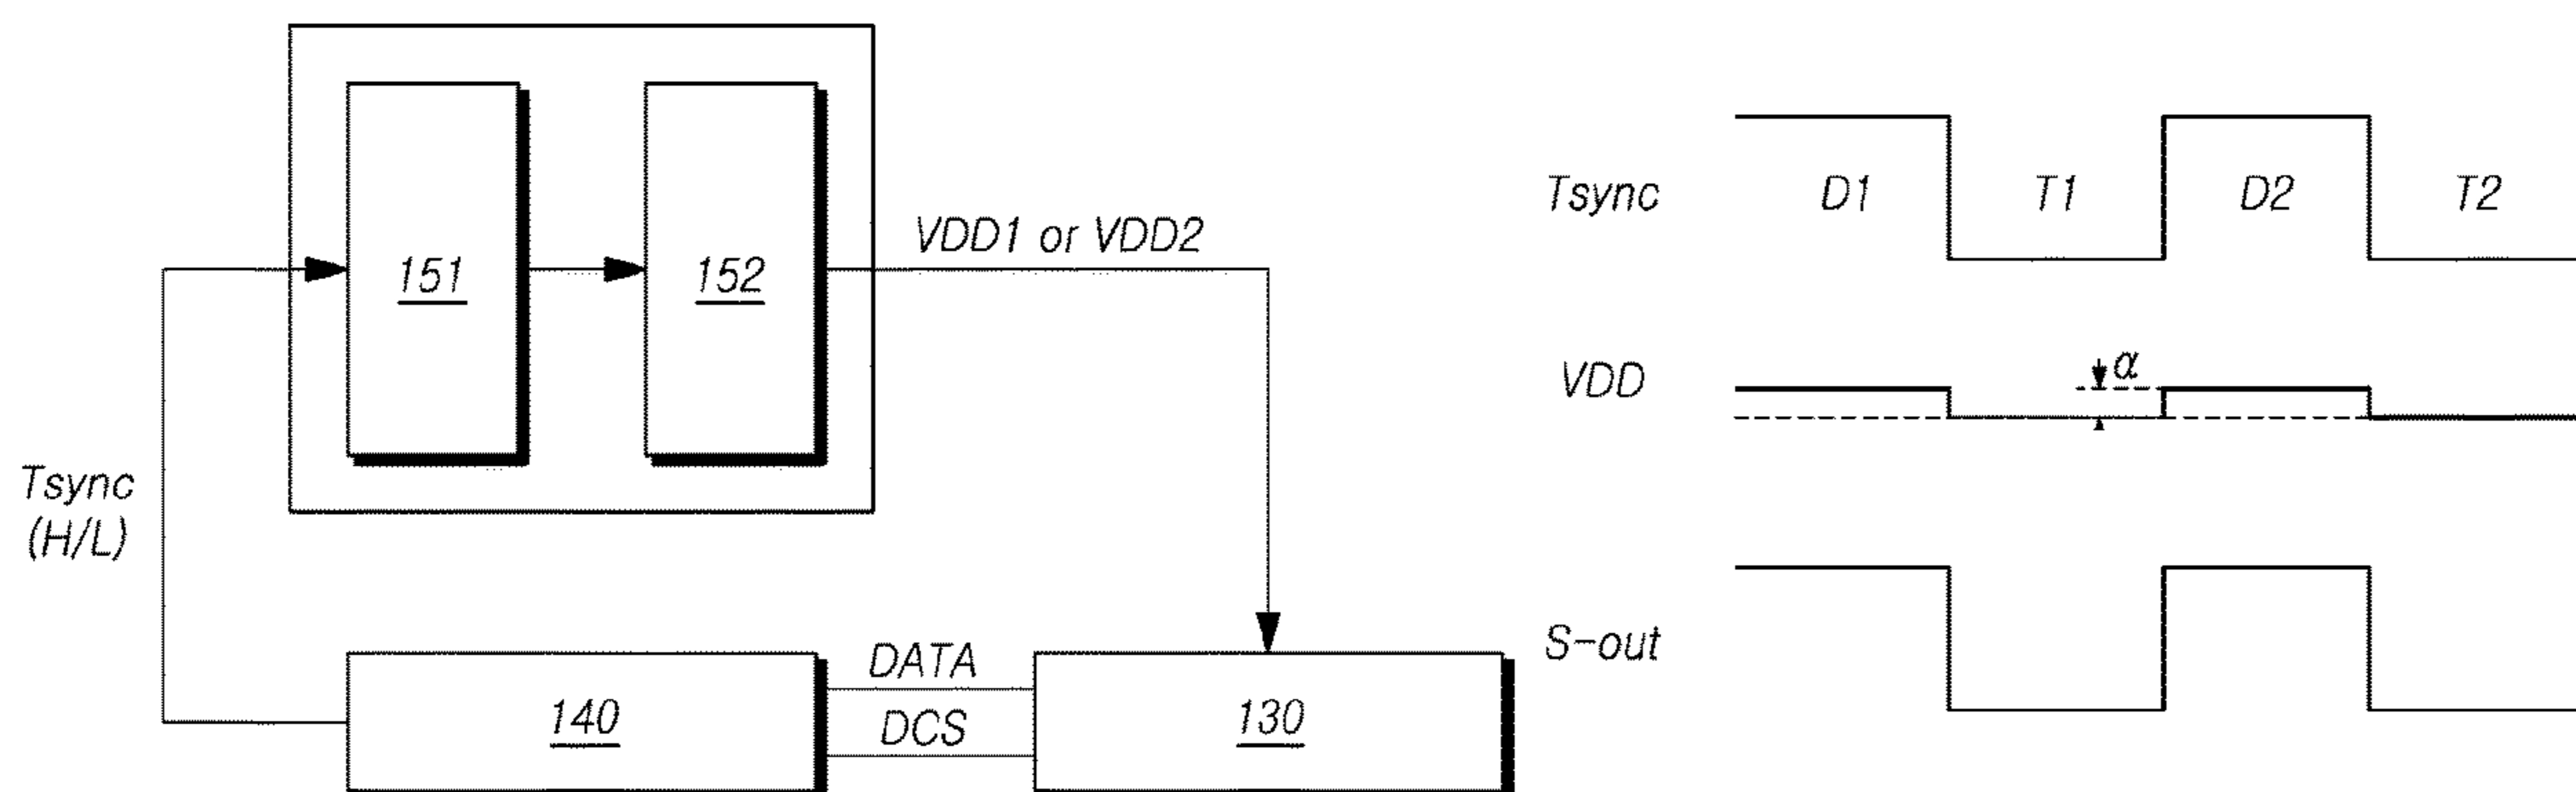 VDD1 or VDD2
151
152
Tsync
(H/L)
DATA
DCS
140
130
Tsync
D1
T1
D2
T2
VDD
α
S-out